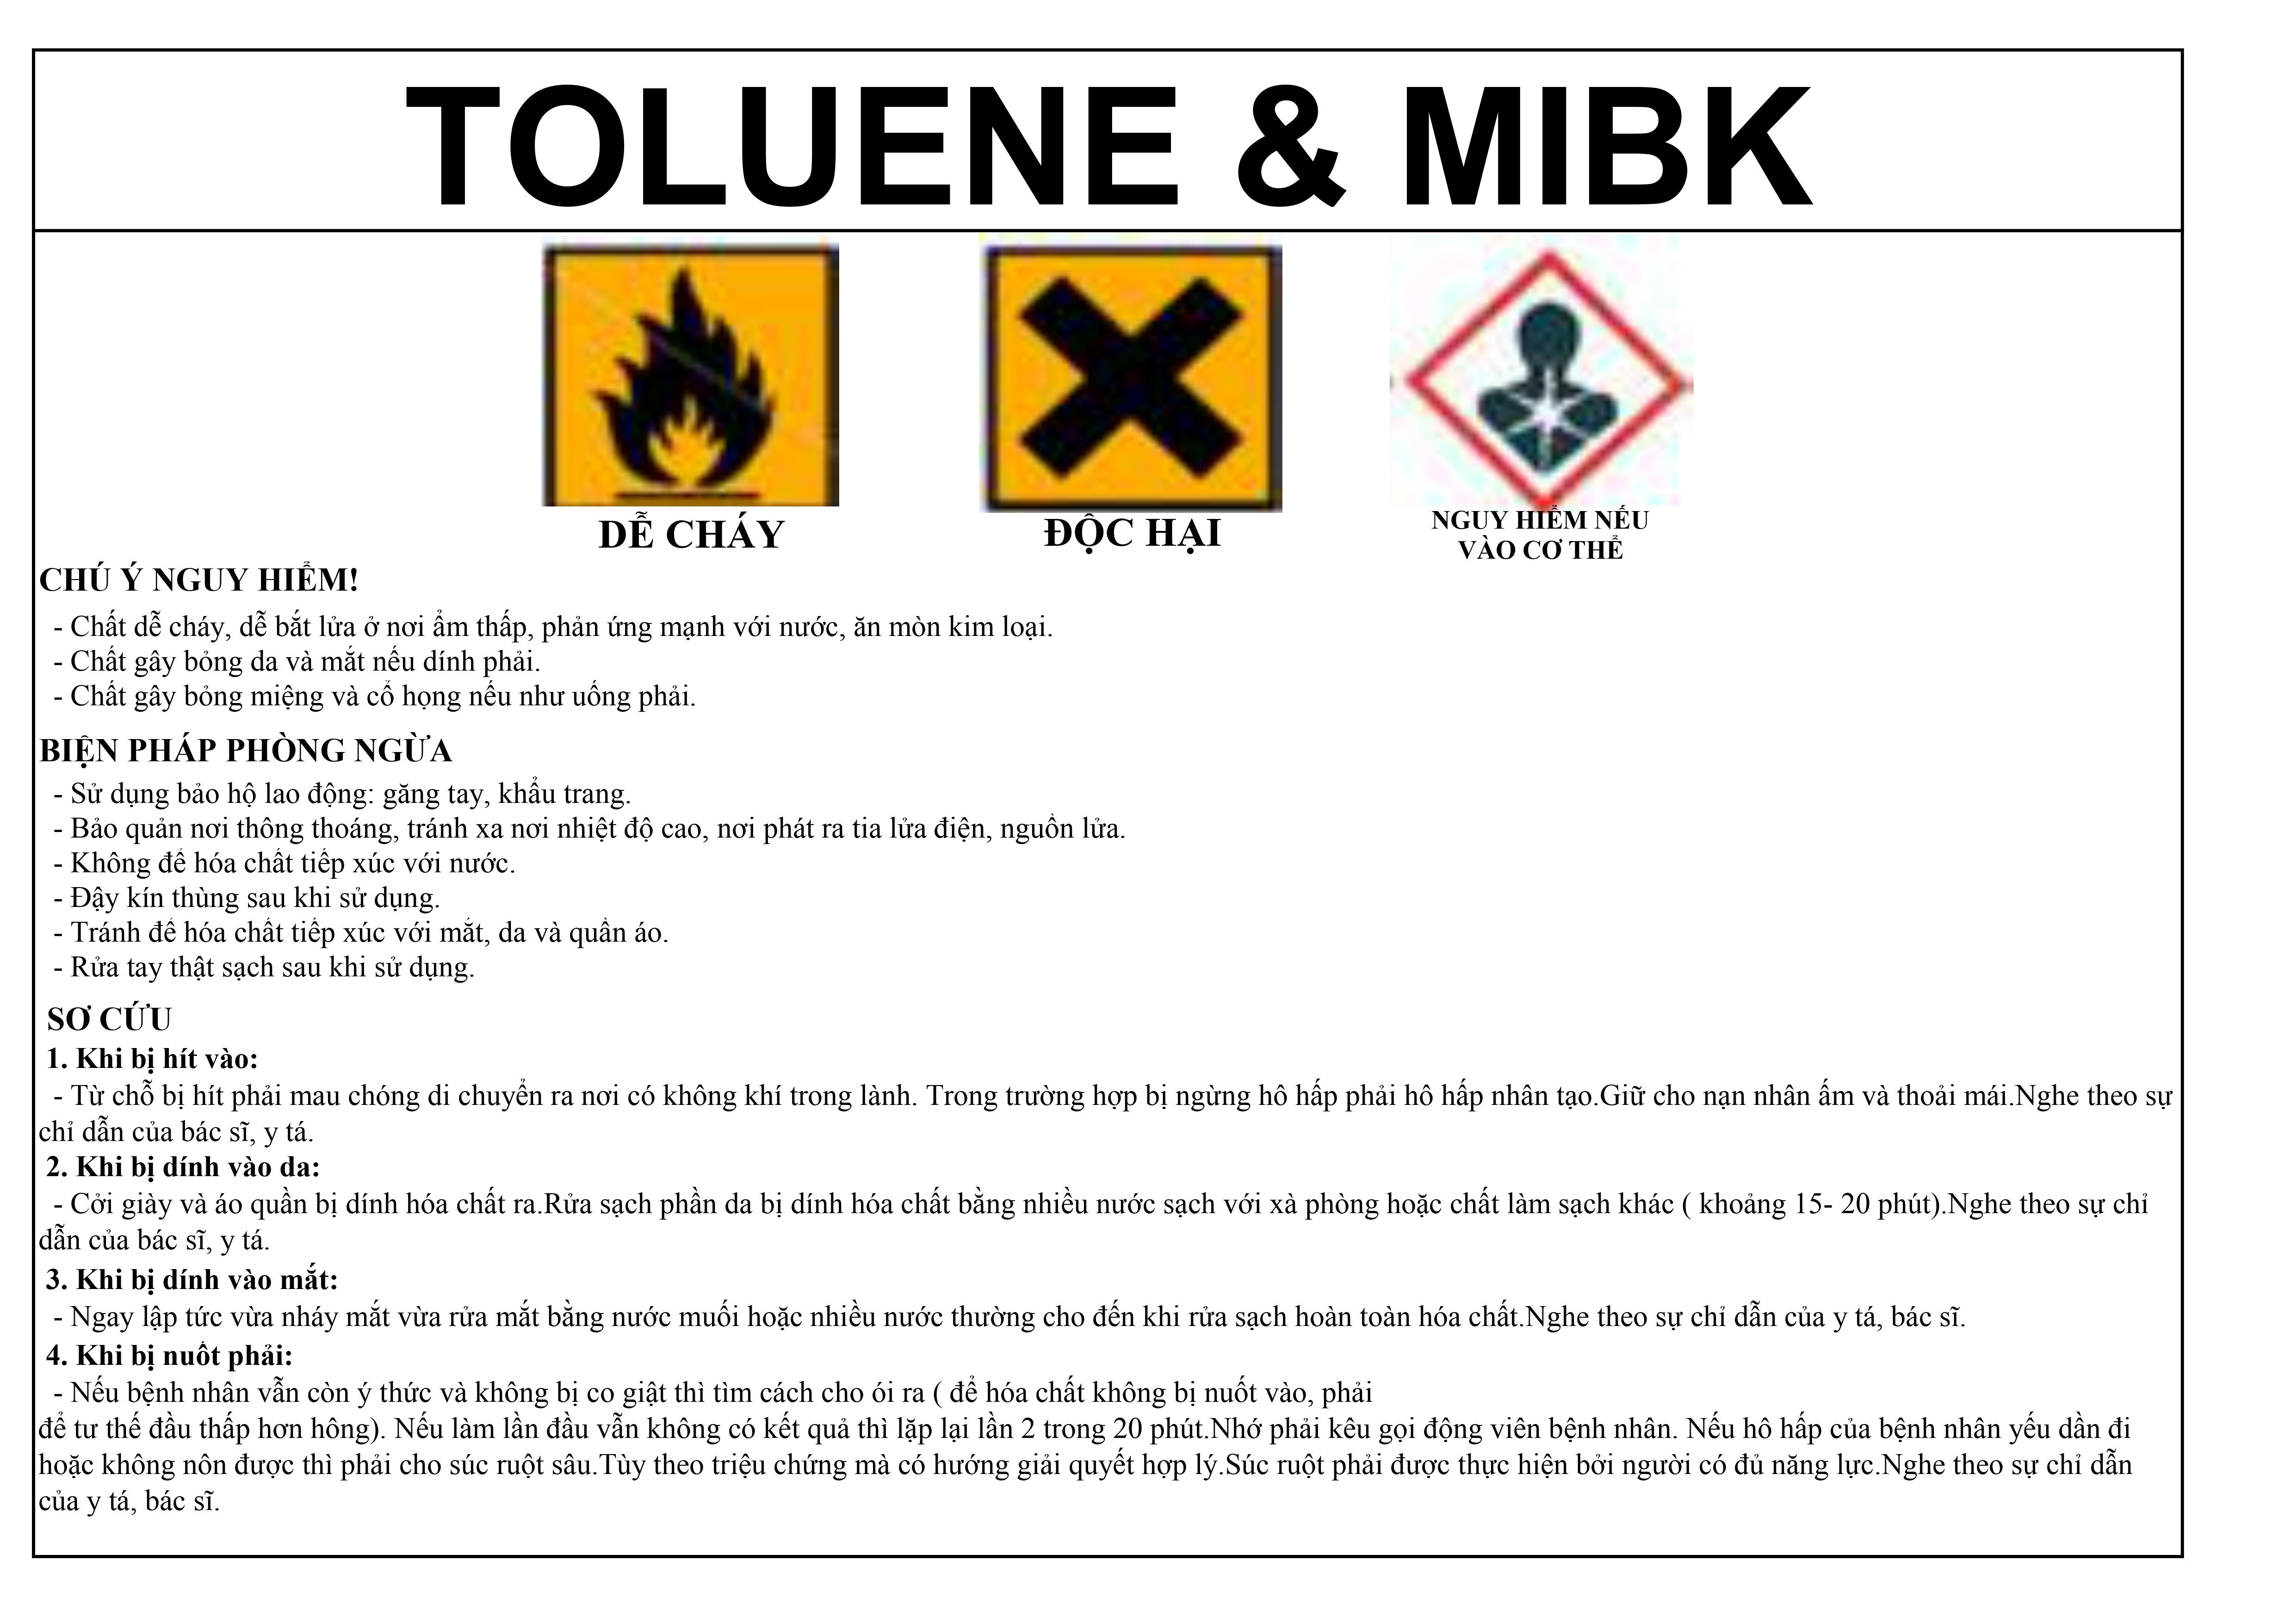 TOLUENE & MIBK
DỄ CHÁY
ĐỘC HẠI
NGUY HIỂM NẾU
VÀO CƠ THỂ
CHÚ Ý NGUY HIỂM!
- Chất dễ cháy, dễ bắt lửa ở nơi ẩm thấp, phản ứng mạnh với nước, ăn mòn kim loại.
- Chất gây bỏng da và mắt nếu dính phải.
- Chất gây bỏng miệng và cổ họng nếu như uống phải.
BIỆN PHÁP PHÒNG NGỪA
- Sử dụng bảo hộ lao động: găng tay, khẩu trang.
- Bảo quản nơi thông thoáng, tránh xa nơi nhiệt độ cao, nơi phát ra tia lửa điện, nguồn lửa.
- Không để hóa chất tiếp xúc với nước.
- Đậy kín thùng sau khi sử dụng.
- Tránh để hóa chất tiếp xúc với mắt, da và quần áo.
- Rửa tay thật sạch sau khi sử dụng.
SƠ CỨU
1. Khi bị hít vào:
- Từ chỗ bị hít phải mau chóng di chuyển ra nơi có không khí trong lành. Trong trường hợp bị ngừng hô hấp phải hô hấp nhân tạo.Giữ cho nạn nhân ấm và thoải mái.Nghe theo sự
chỉ dẫn của bác sĩ, y tá.
2. Khi bị dính vào da:
- Cởi giày và áo quần bị dính hóa chất ra.Rửa sạch phần da bị dính hóa chất bằng nhiều nước sạch với xà phòng hoặc chất làm sạch khác ( khoảng 15- 20 phút).Nghe theo sự chỉ
dẫn của bác sĩ, y tá.
3. Khi bị dính vào mắt:
- Ngay lập tức vừa nháy mắt vừa rửa mắt bằng nước muối hoặc nhiều nước thường cho đến khi rửa sạch hoàn toàn hóa chất.Nghe theo sự chỉ dẫn của y tá, bác sĩ.
4. Khi bị nuốt phải:
- Nếu bệnh nhân vẫn còn ý thức và không bị co giật thì tìm cách cho ói ra ( để hóa chất không bị nuốt vào, phải
để tư thế đầu thấp hơn hông). Nếu làm lần đầu vẫn không có kết quả thì lặp lại lần 2 trong 20 phút.Nhớ phải kêu gọi động viên bệnh nhân. Nếu hô hấp của bệnh nhân yếu dần đi
hoặc không nôn được thì phải cho súc ruột sâu.Tùy theo triệu chứng mà có hướng giải quyết hợp lý.Súc ruột phải được thực hiện bởi người có đủ năng lực.Nghe theo sự chỉ dẫn
của y tá, bác sĩ.